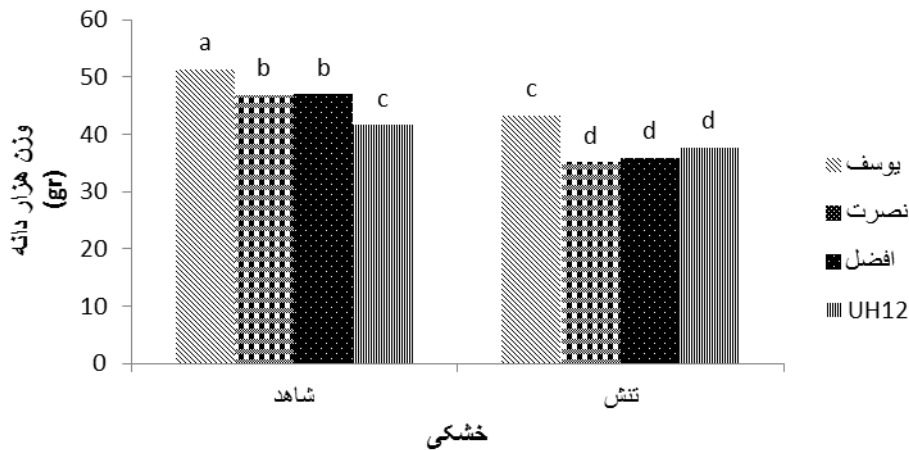 60
50
40
30
20
10
0
a
b
b
c
c
d
d
d
وزن هزار دانه
(gr)
شاهد
تنش
خشکی
یوسف
نصرت
افضل
UH12